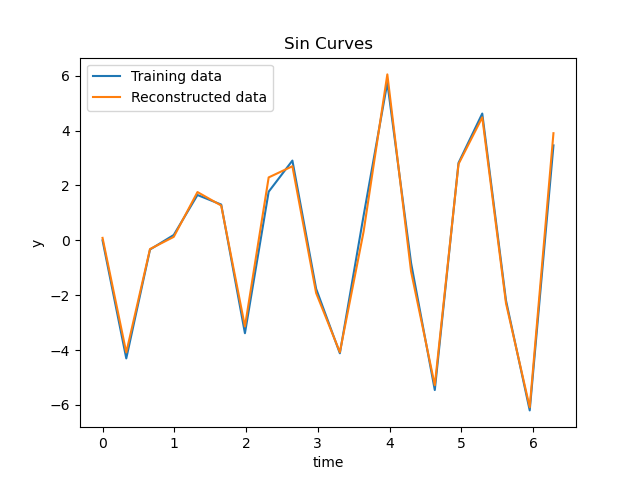 Sin Curves
Training data
Reconstructed data
6
4
2
0
−2
−4
−6
y
0 1 2 3 4 5 6
time